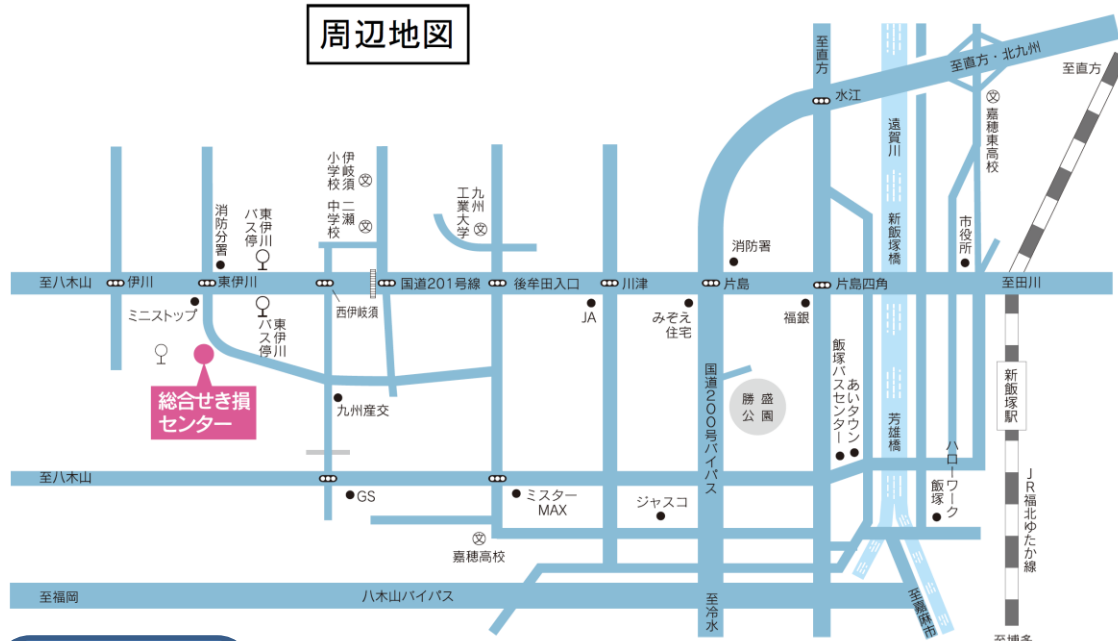 周辺地図
至直方
至直方・北九州
至直方
水江
遠賀川
嘉穂東高校
文
伊岐須
小学校
文
二瀬
中学校
文
九州
工業大学
文
消防分署
東伊川
バス停
新飯塚橋
市役所
消防署
至八木山
伊川
東伊川
国道201号線
後牟田入口
川津
片島
片島四角
至田川
西伊岐須
ミニストップ
東伊川
バス停
JA
みぞえ
住宅
福銀
総合せき損
センター
九州産交
国道200号バイパス
勝盛
公園
飯塚バスセンター
あいタウン
芳雄橋
新飯塚駅
ハローワーク
飯塚
JR福北ゆたか線
至八木山
GS
ミスター
MAX
ジャスコ
文
嘉穂高校
至福岡
八木山バイパス
至冷水
至嘉麻市
至博多